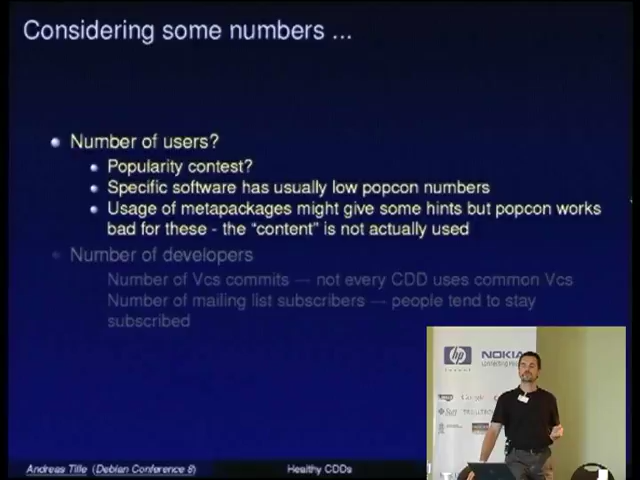 Considering some numbers ...
Number of users?
Popularity contest?
Specific software has usually low popcon numbers
Usage of metapackages might give some hints but popcon works
bad for these - the "content" is not actually used
Number of developers
Number of Vcs commits — not every CDD uses common Vcs
Number of mailing list subscribers — people tend to stay
subscribed
hp
invent
NOKIA
Andreas Tille (Debian Conference 8)
Healthy CDDs